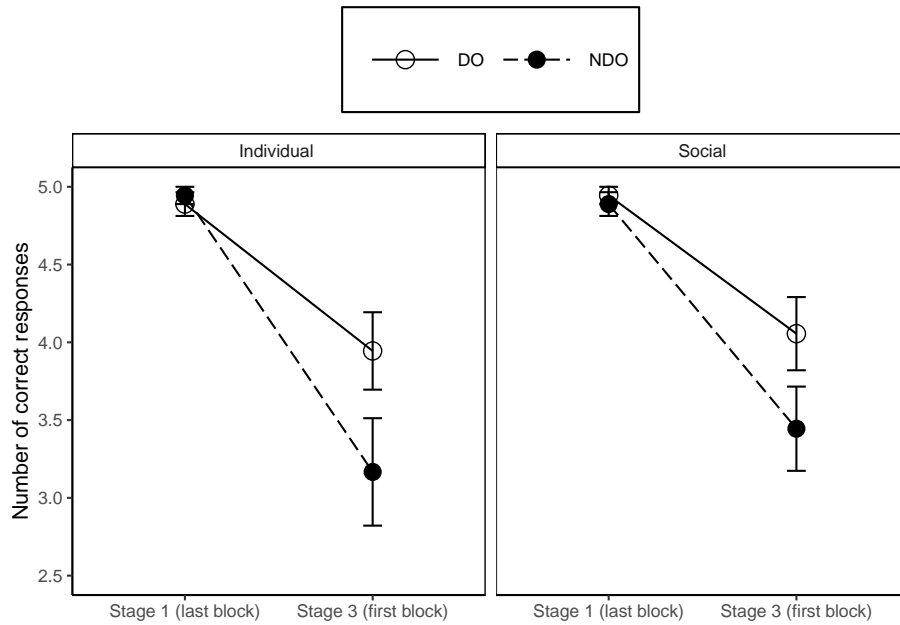 DO NDO
Individual Social
Number of correct responses
5.0
4.5
4.0
3.5
3.0
2.5
Stage 1 (last block) Stage 3 (first block) Stage 1 (last block) Stage 3 (first block)